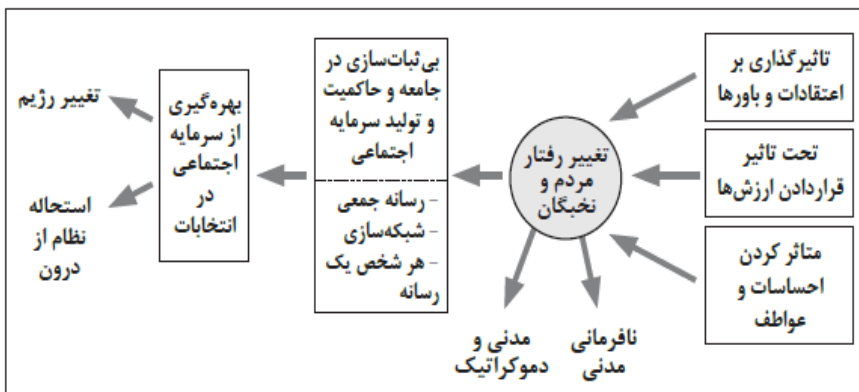 تاثیرگذاری بر
اعتقادات و باورها
تحت تاثیر
قراردادن ارزش‌ها
متاثر کردن
احساسات و
عواطف
تغییر رفتار
مردم و
نخبگان
نافرمانی
مدنی
مدنی و
دموکراتیک
بی‌ثبات‌سازی در
جامعه و حاکمیت
و تولید سرمایه
اجتماعی
– رسانه جمعی
– شبکه‌سازی
– هر شخص یک
رسانه
بهره‌گیری
از سرمایه
اجتماعی
در
انتخابات
تغییر رژیم
استحاله
نظام از
درون